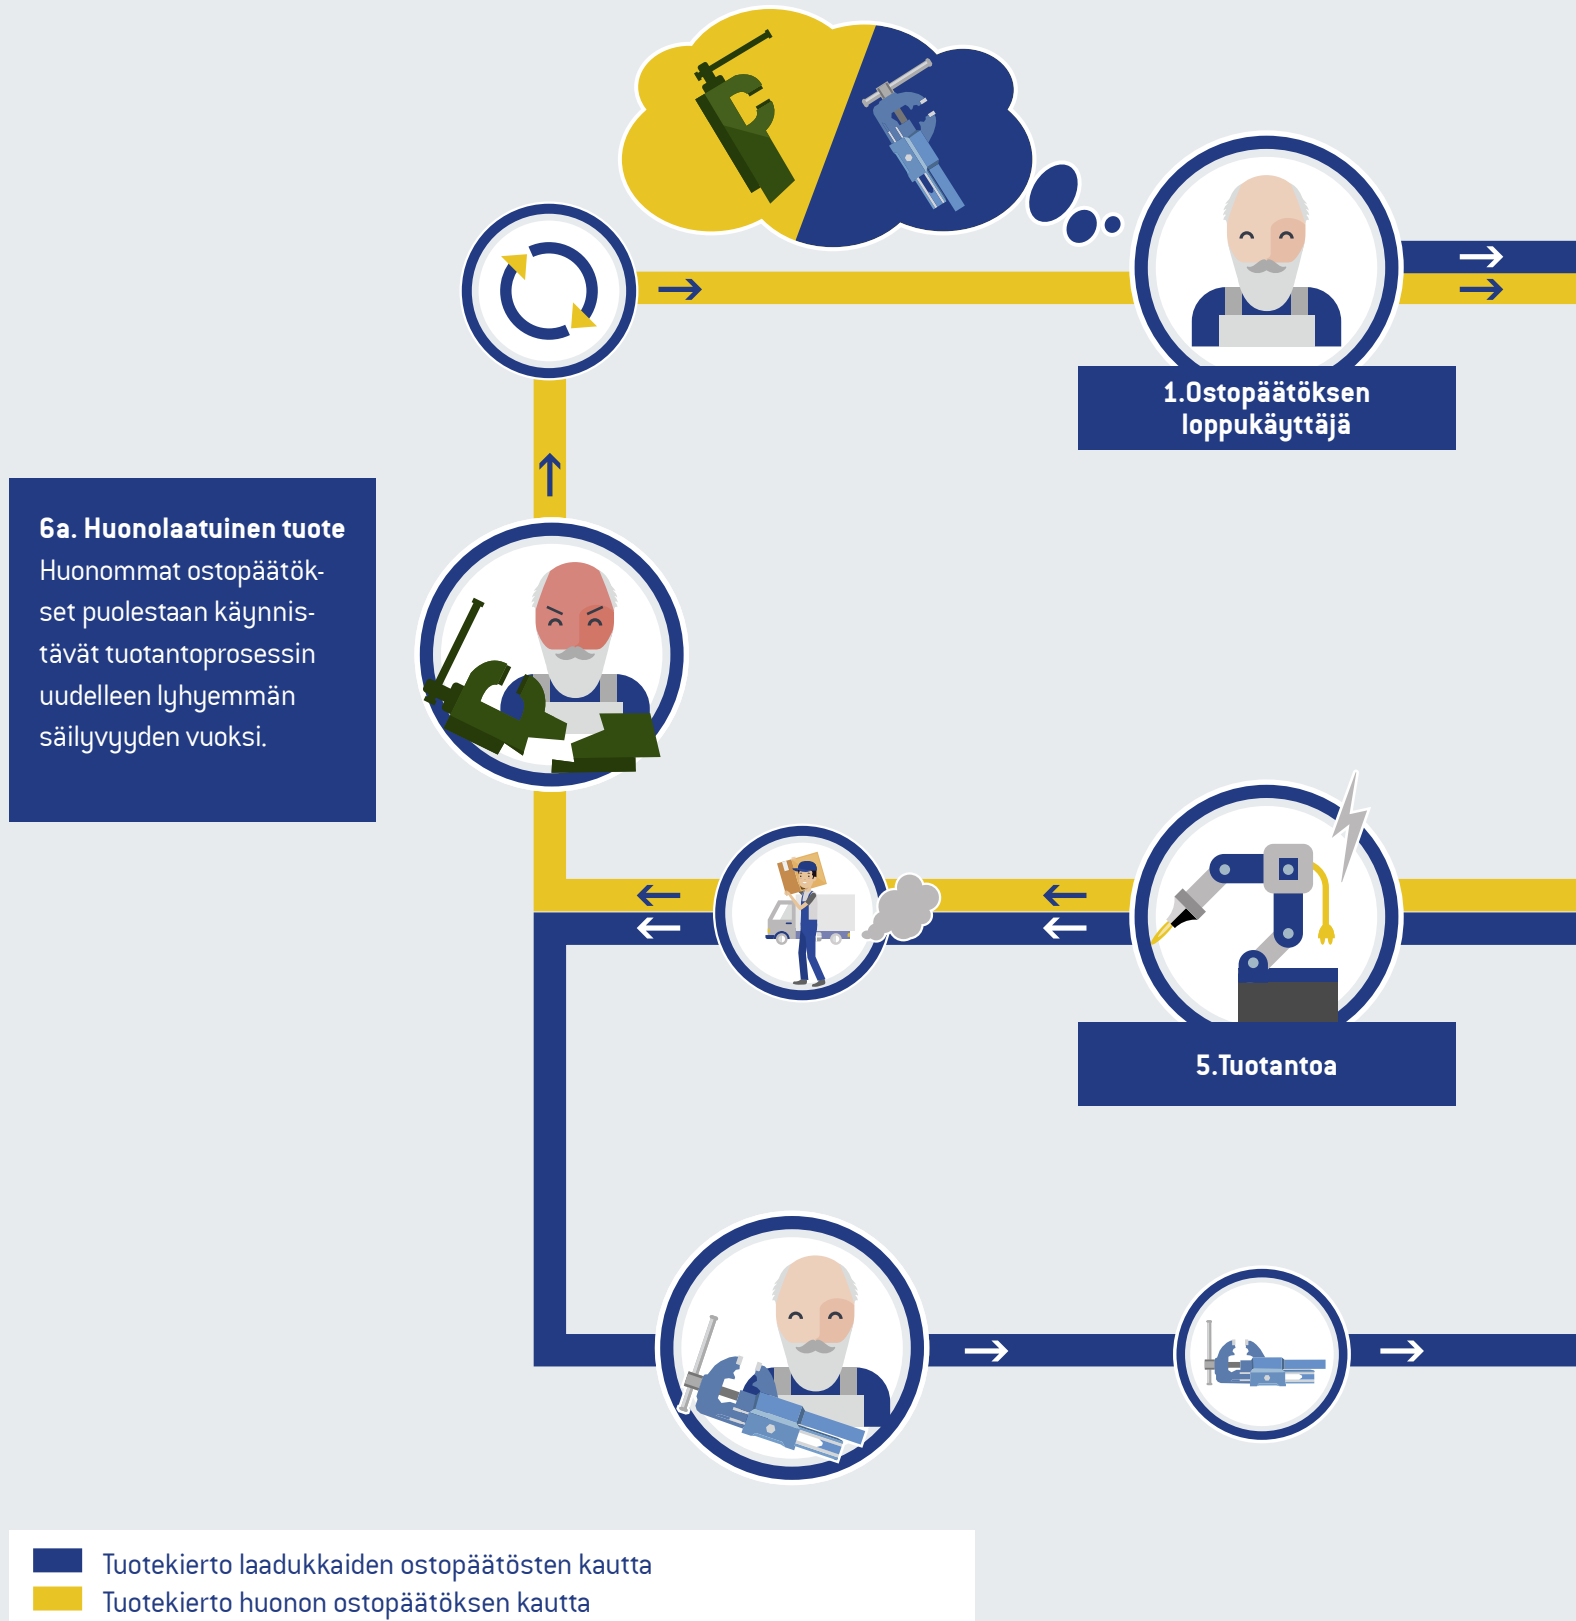 1.Ostopäätöksen
loppukäyttäjä
6a. Huonolaatuinen tuote
Huonommat ostopäätök-
set puolestaan käynnis-
tävät tuotantoprosessin
uudelleen lyhyemmän
säilyvyyden vuoksi.
5.Tuotantoa
Tuotekierto laadukkaiden ostopäätösten kautta
Tuotekierto huonon ostopäätöksen kautta